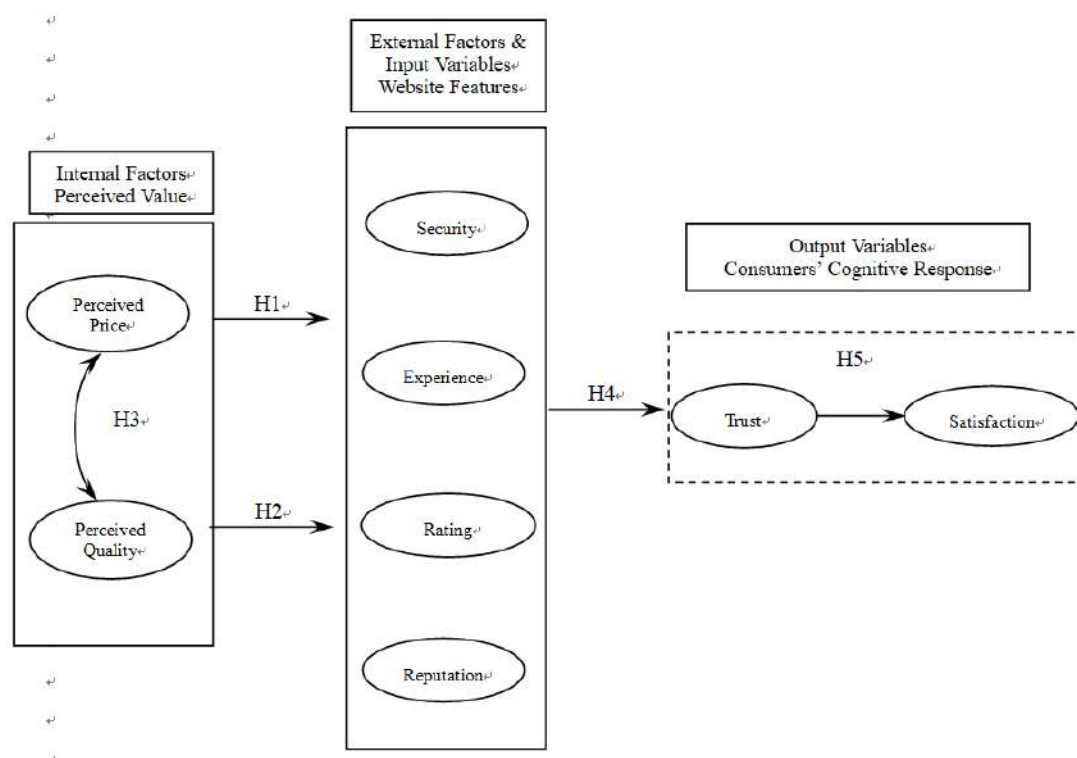 External Factors &
Input Variables
Website Features
Internal Factors
Perceived Value
Security
Output Variables
Consumers’ Cognitive Response
Perceived
Price
H1
H5
Experience
H4
H3
Trust
Satisfaction
H2
Perceived
Quality
Rating
Reputation